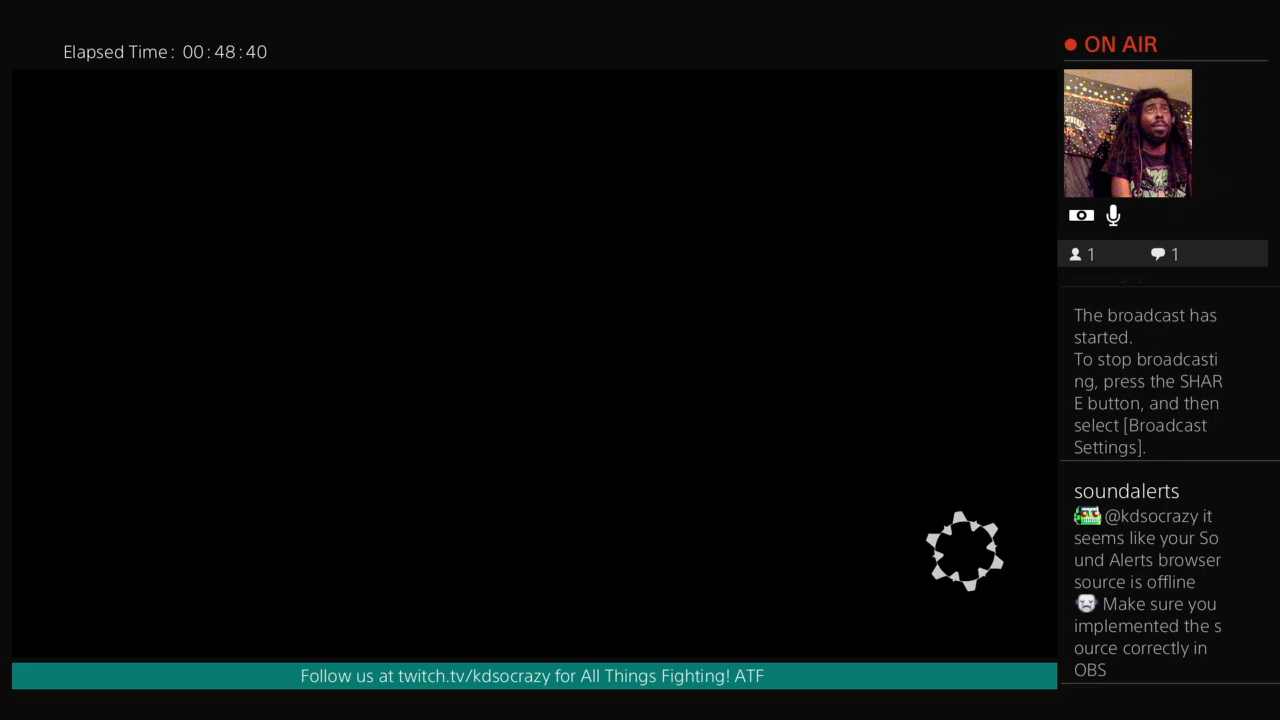 Elapsed Time: 00:48:40
ON AIR
1 1
The broadcast has
started.
To stop broadcasti
ng, press the SHAR
E button, and then
select [Broadcast
Settings].
soundalerts
@kdsocrazy it
seems like your So
und Alerts browser
source is offline
Make sure you
implemented the s
ource correctly in
OBS
Follow us at twitch.tv/kdsocrazy for All Things Fighting! ATF